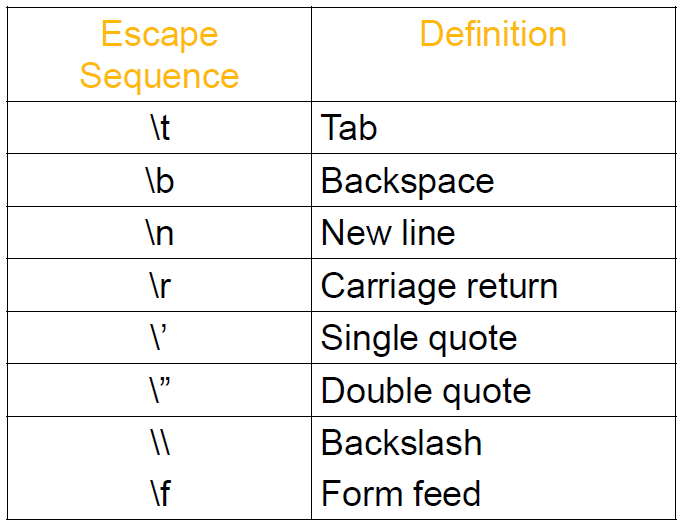 Escape Definition
Sequence
\t Tab
\b Backspace
\n New line
\r Carriage return
\’ Single quote
\” Double quote
\\ Backslash
\f Form feed